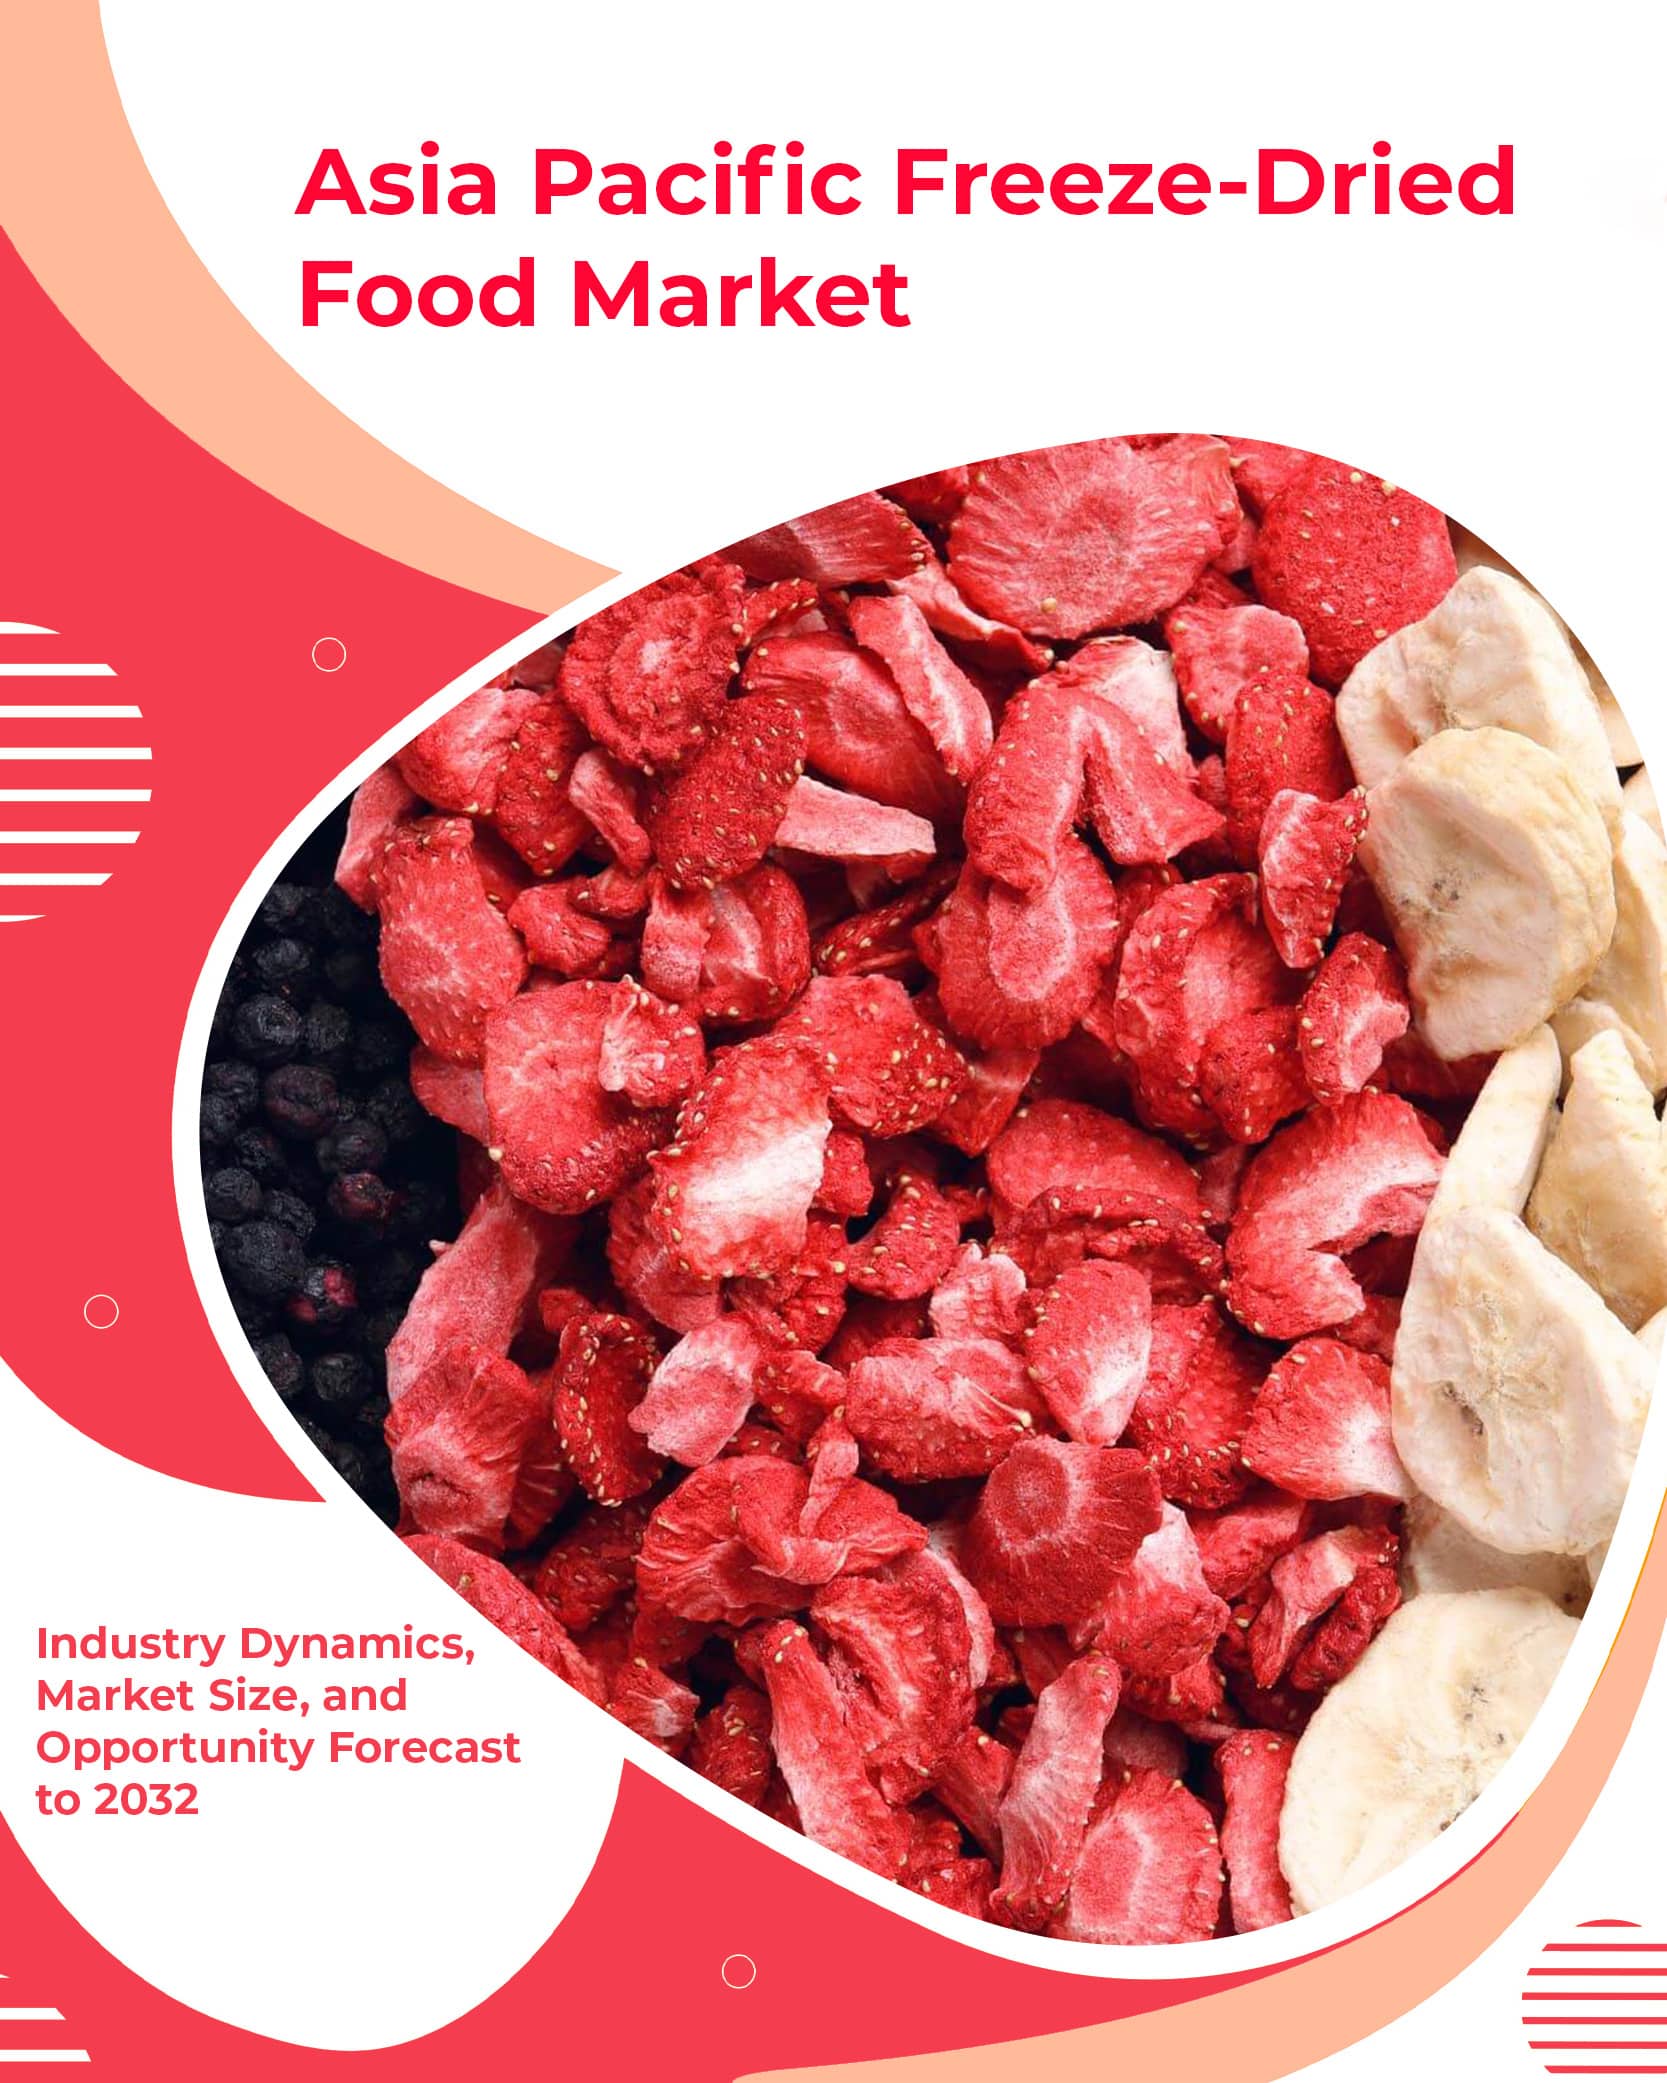 Asia Pacific Freeze-Dried
Food Market
Industry Dynamics,
Market Size, and
Opportunity Forecast
to 2032